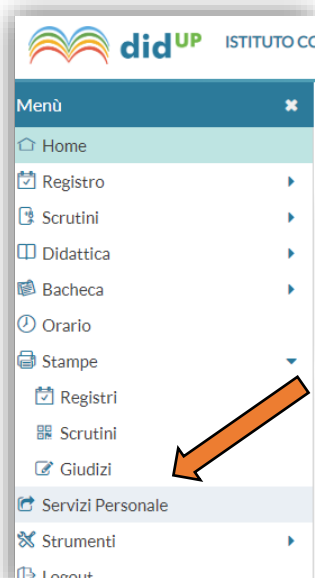 didUP ISTITUTO CO
Menù
Home
Registro
Scrutini
Didattica
Bacheca
Orario
Stampe
Registri
Scrutini
Giudizi
Servizi Personale
Strumenti
Logout